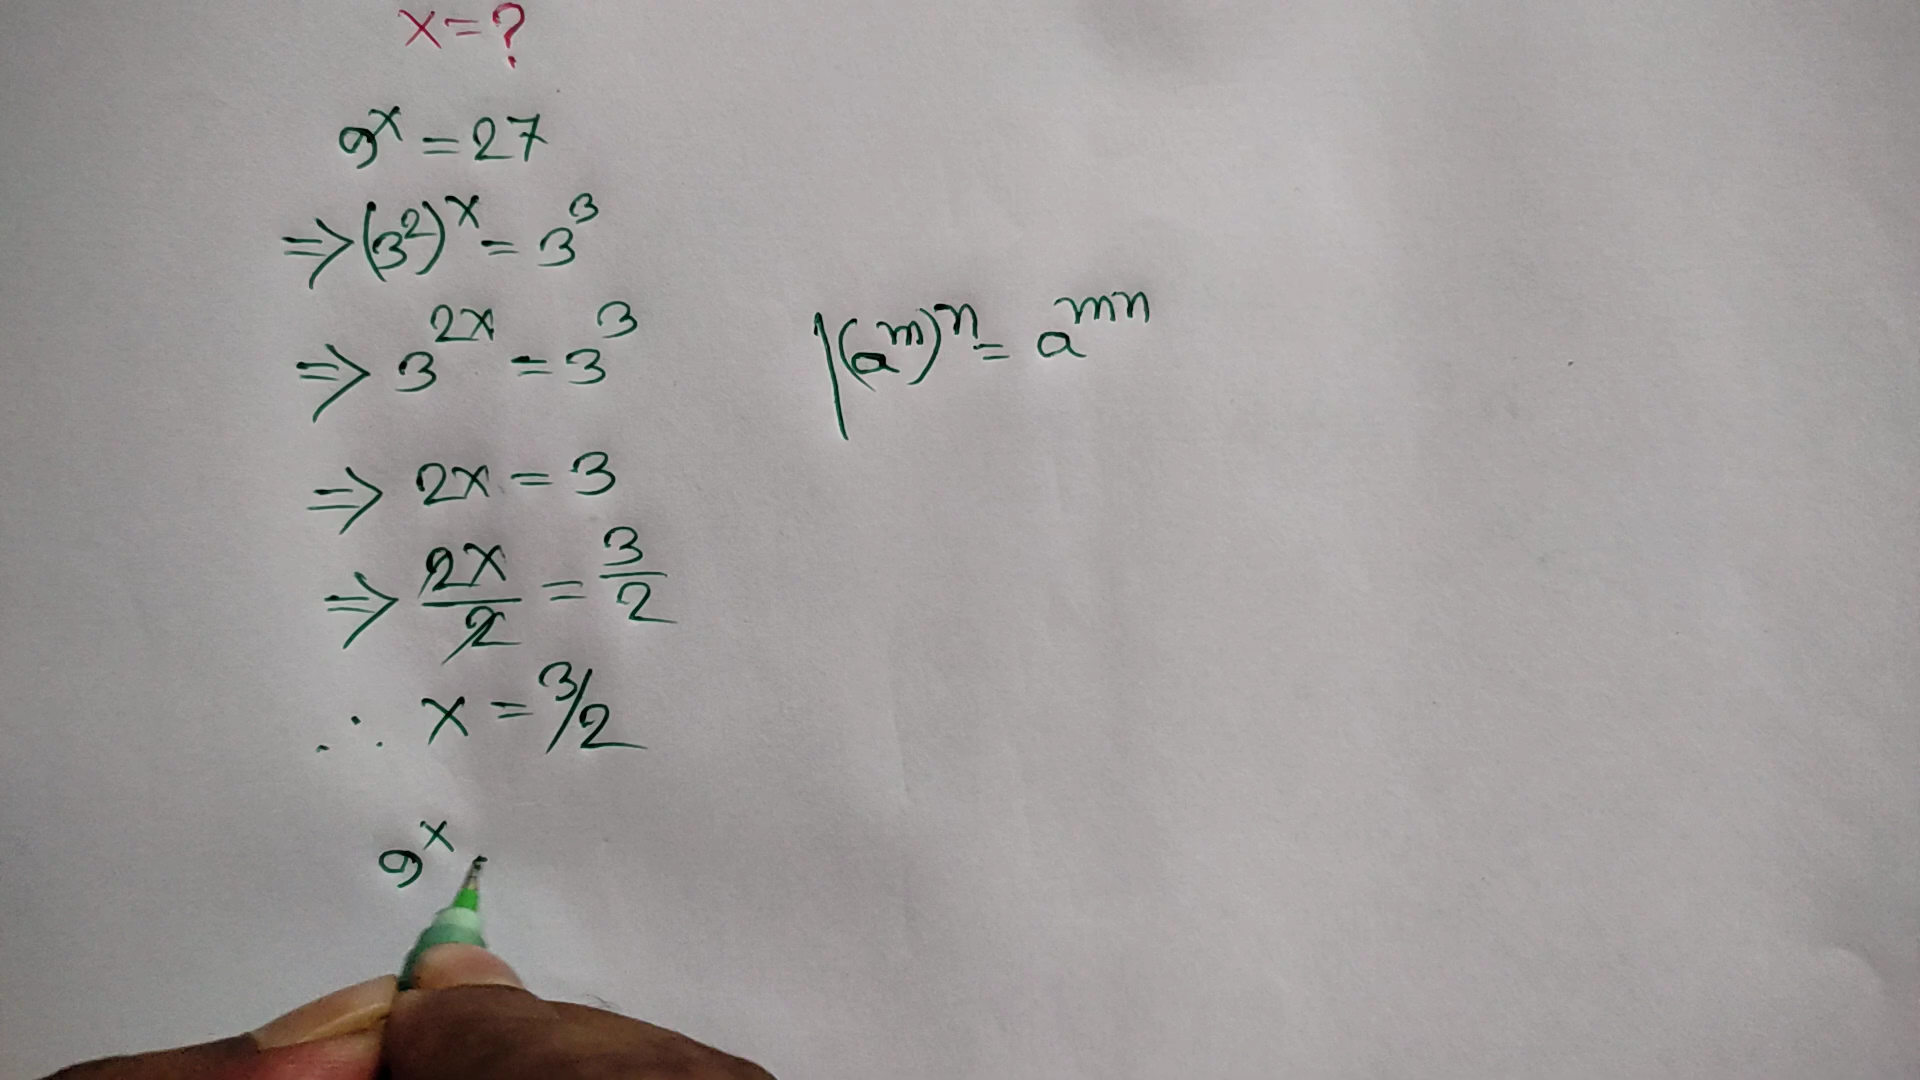 x = ?
9^x = 27
⇒ (3^2)^x = 3^3
⇒ 3^{2x} = 3^3 | (a^m)^n = a^{mn}
⇒ 2x = 3
⇒ 2x/2 = 3/2
∴ x = 3/2
9^x